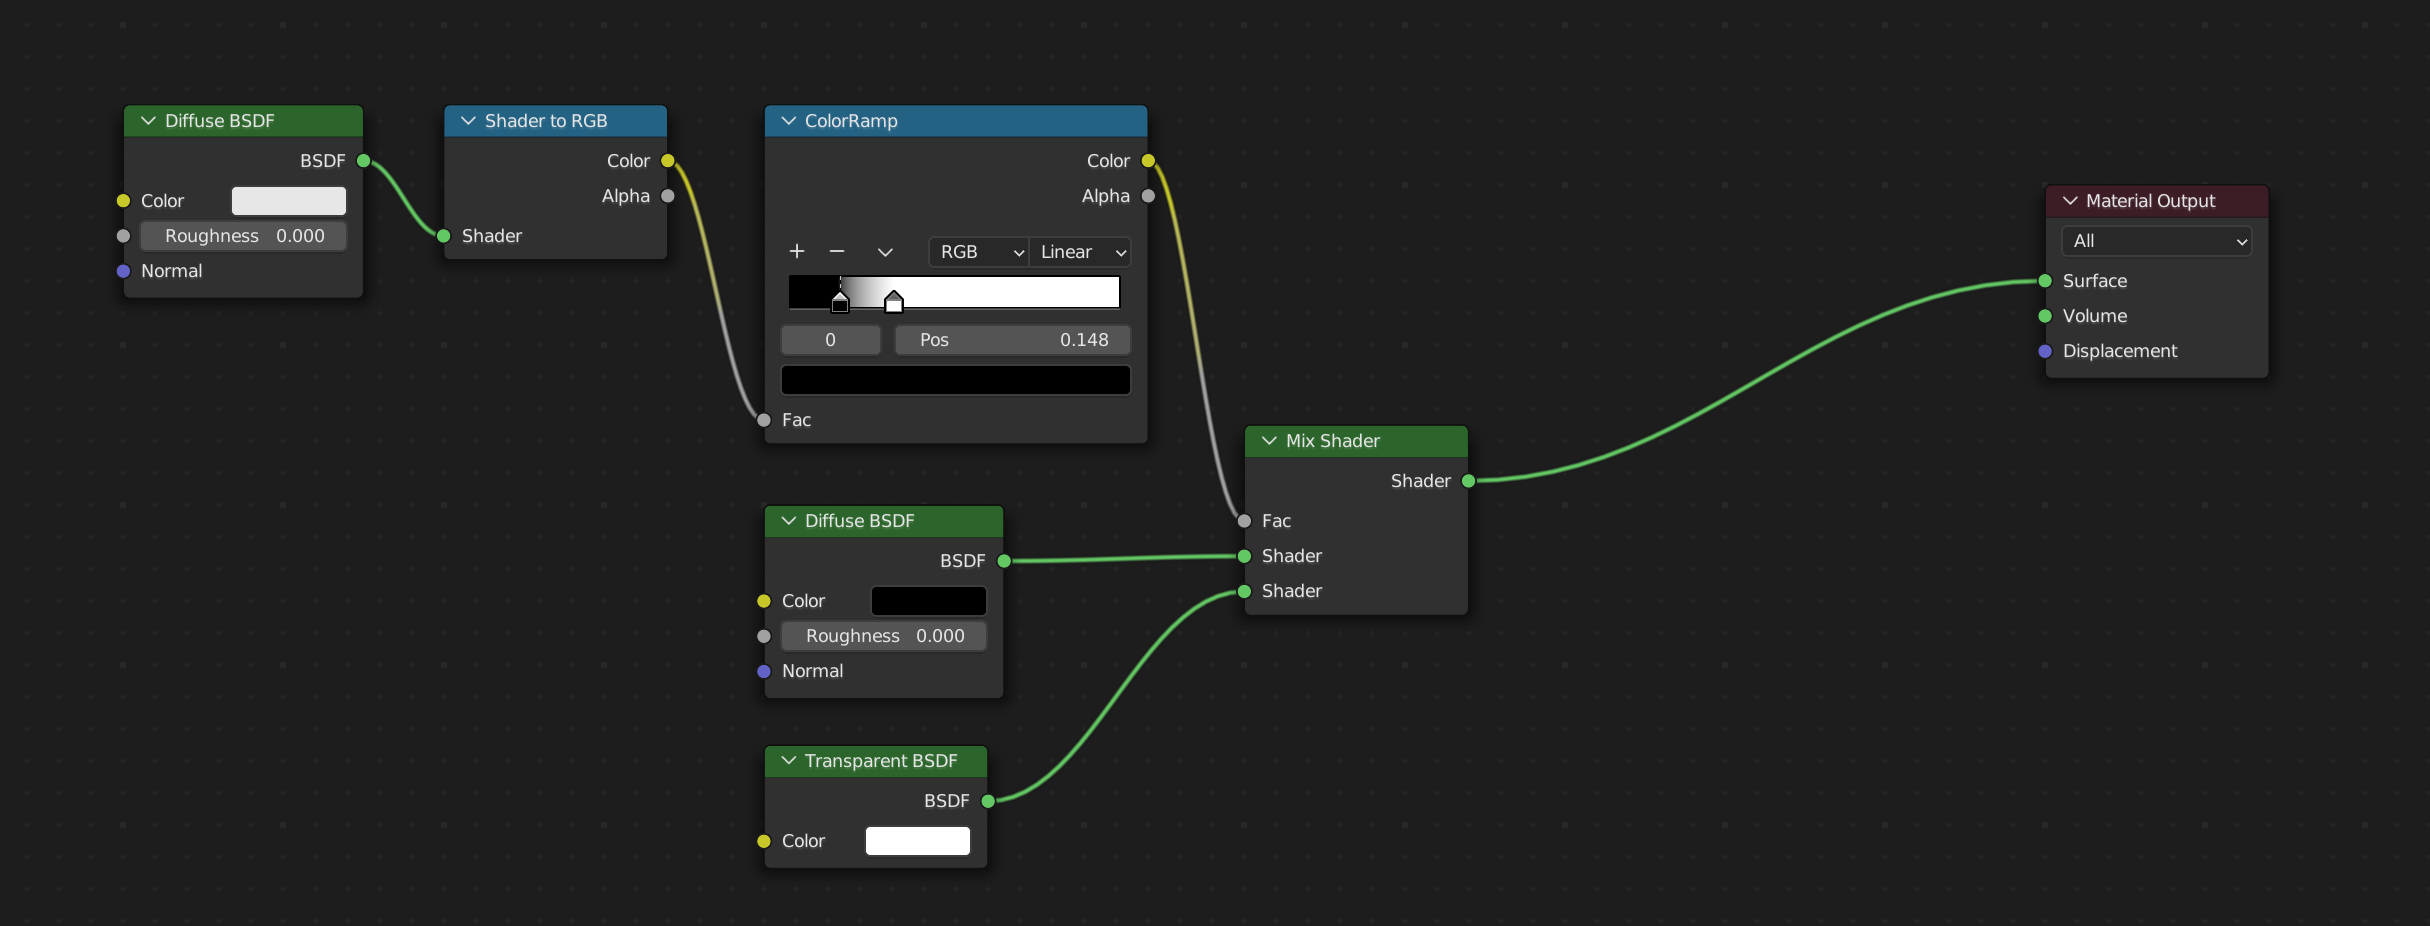 Diffuse BSDF
BSDF
Color
Roughness 0.000
Normal
Shader to RGB
Color
Alpha
Shader
ColorRamp
Color
Alpha
+ − RGB Linear
0 Pos 0.148
Fac
Diffuse BSDF
BSDF
Color
Roughness 0.000
Normal
Transparent BSDF
BSDF
Color
Mix Shader
Shader
Fac
Shader
Shader
Material Output
All
Surface
Volume
Displacement